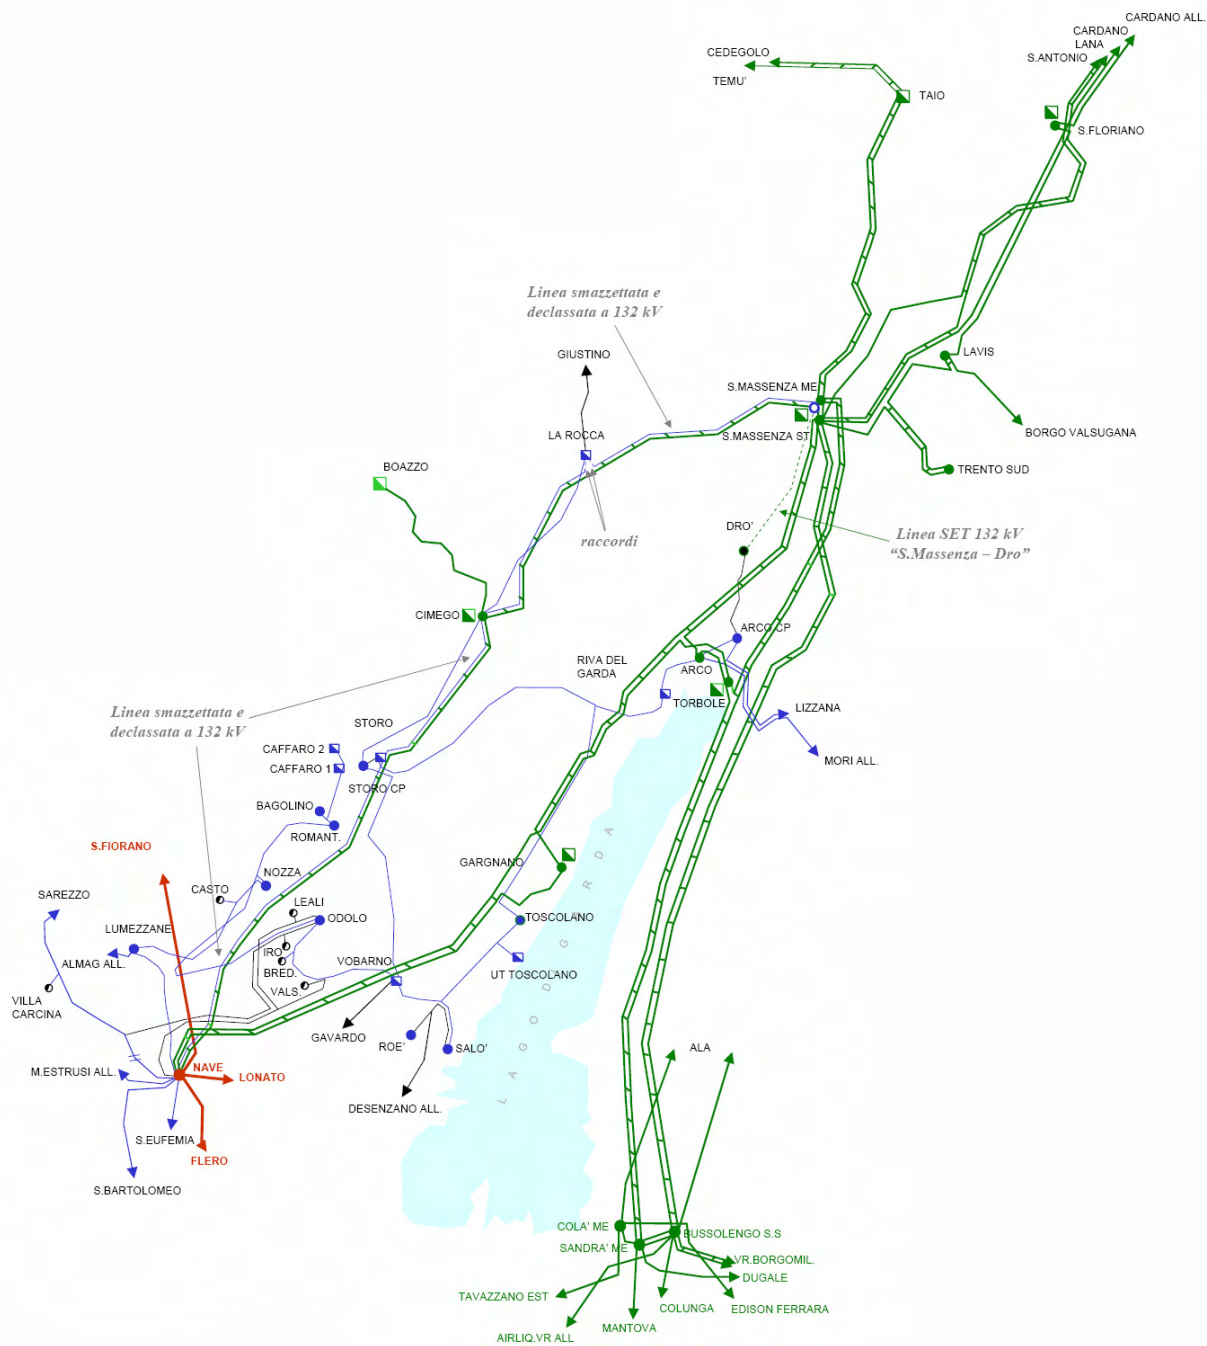 CARDANO ALL.
CARDANO
LANA
S.ANTONIO
CEDEGOLO
TEMU'
TAIO
S.FLORIANO
Linea smazzettata e
declassata a 132 kV
GIUSTINO
LAVIS
S.MASSENZA ME
LA ROCCA
S.MASSENZA ST
BORGO VALSUGANA
BOAZZO
TRENTO SUD
DRO'
raccordi
Linea SET 132 kV
“S.Massenza – Dro”
CIMEGO
ARCO CP
RIVA DEL
GARDA
ARCO
TORBOLE
LIZZANA
Linea smazzettata e
declassata a 132 kV
STORO
CAFFARO 2
CAFFARO 1
MORI ALL.
STORO CP
BAGOLINO
ROMANT.
S.FIORANO
GARGNANO
NOZZA
CASTO
SAREZZO
LEALI
ODOLO
TOSCOLANO
LUMEZZANE
IRO
ALMAG ALL.
BRED.
VOBARNO
UT TOSCOLANO
VALS.
VILLA
CARCINA
GAVARDO
ROE'
SALO'
ALA
LAGO D GARDA
NAVE
M.ESTRUSI ALL.
LONATO
DESENZANO ALL.
S.EUFEMIA
FLERO
S.BARTOLOMEO
COLA' ME
BUSSOLENGO S.S
SANDRA' ME
VR.BORGOMIL.
DUGALE
TAVAZZANO EST
COLUNGA
EDISON FERRARA
MANTOVA
AIRLIQ.VR ALL